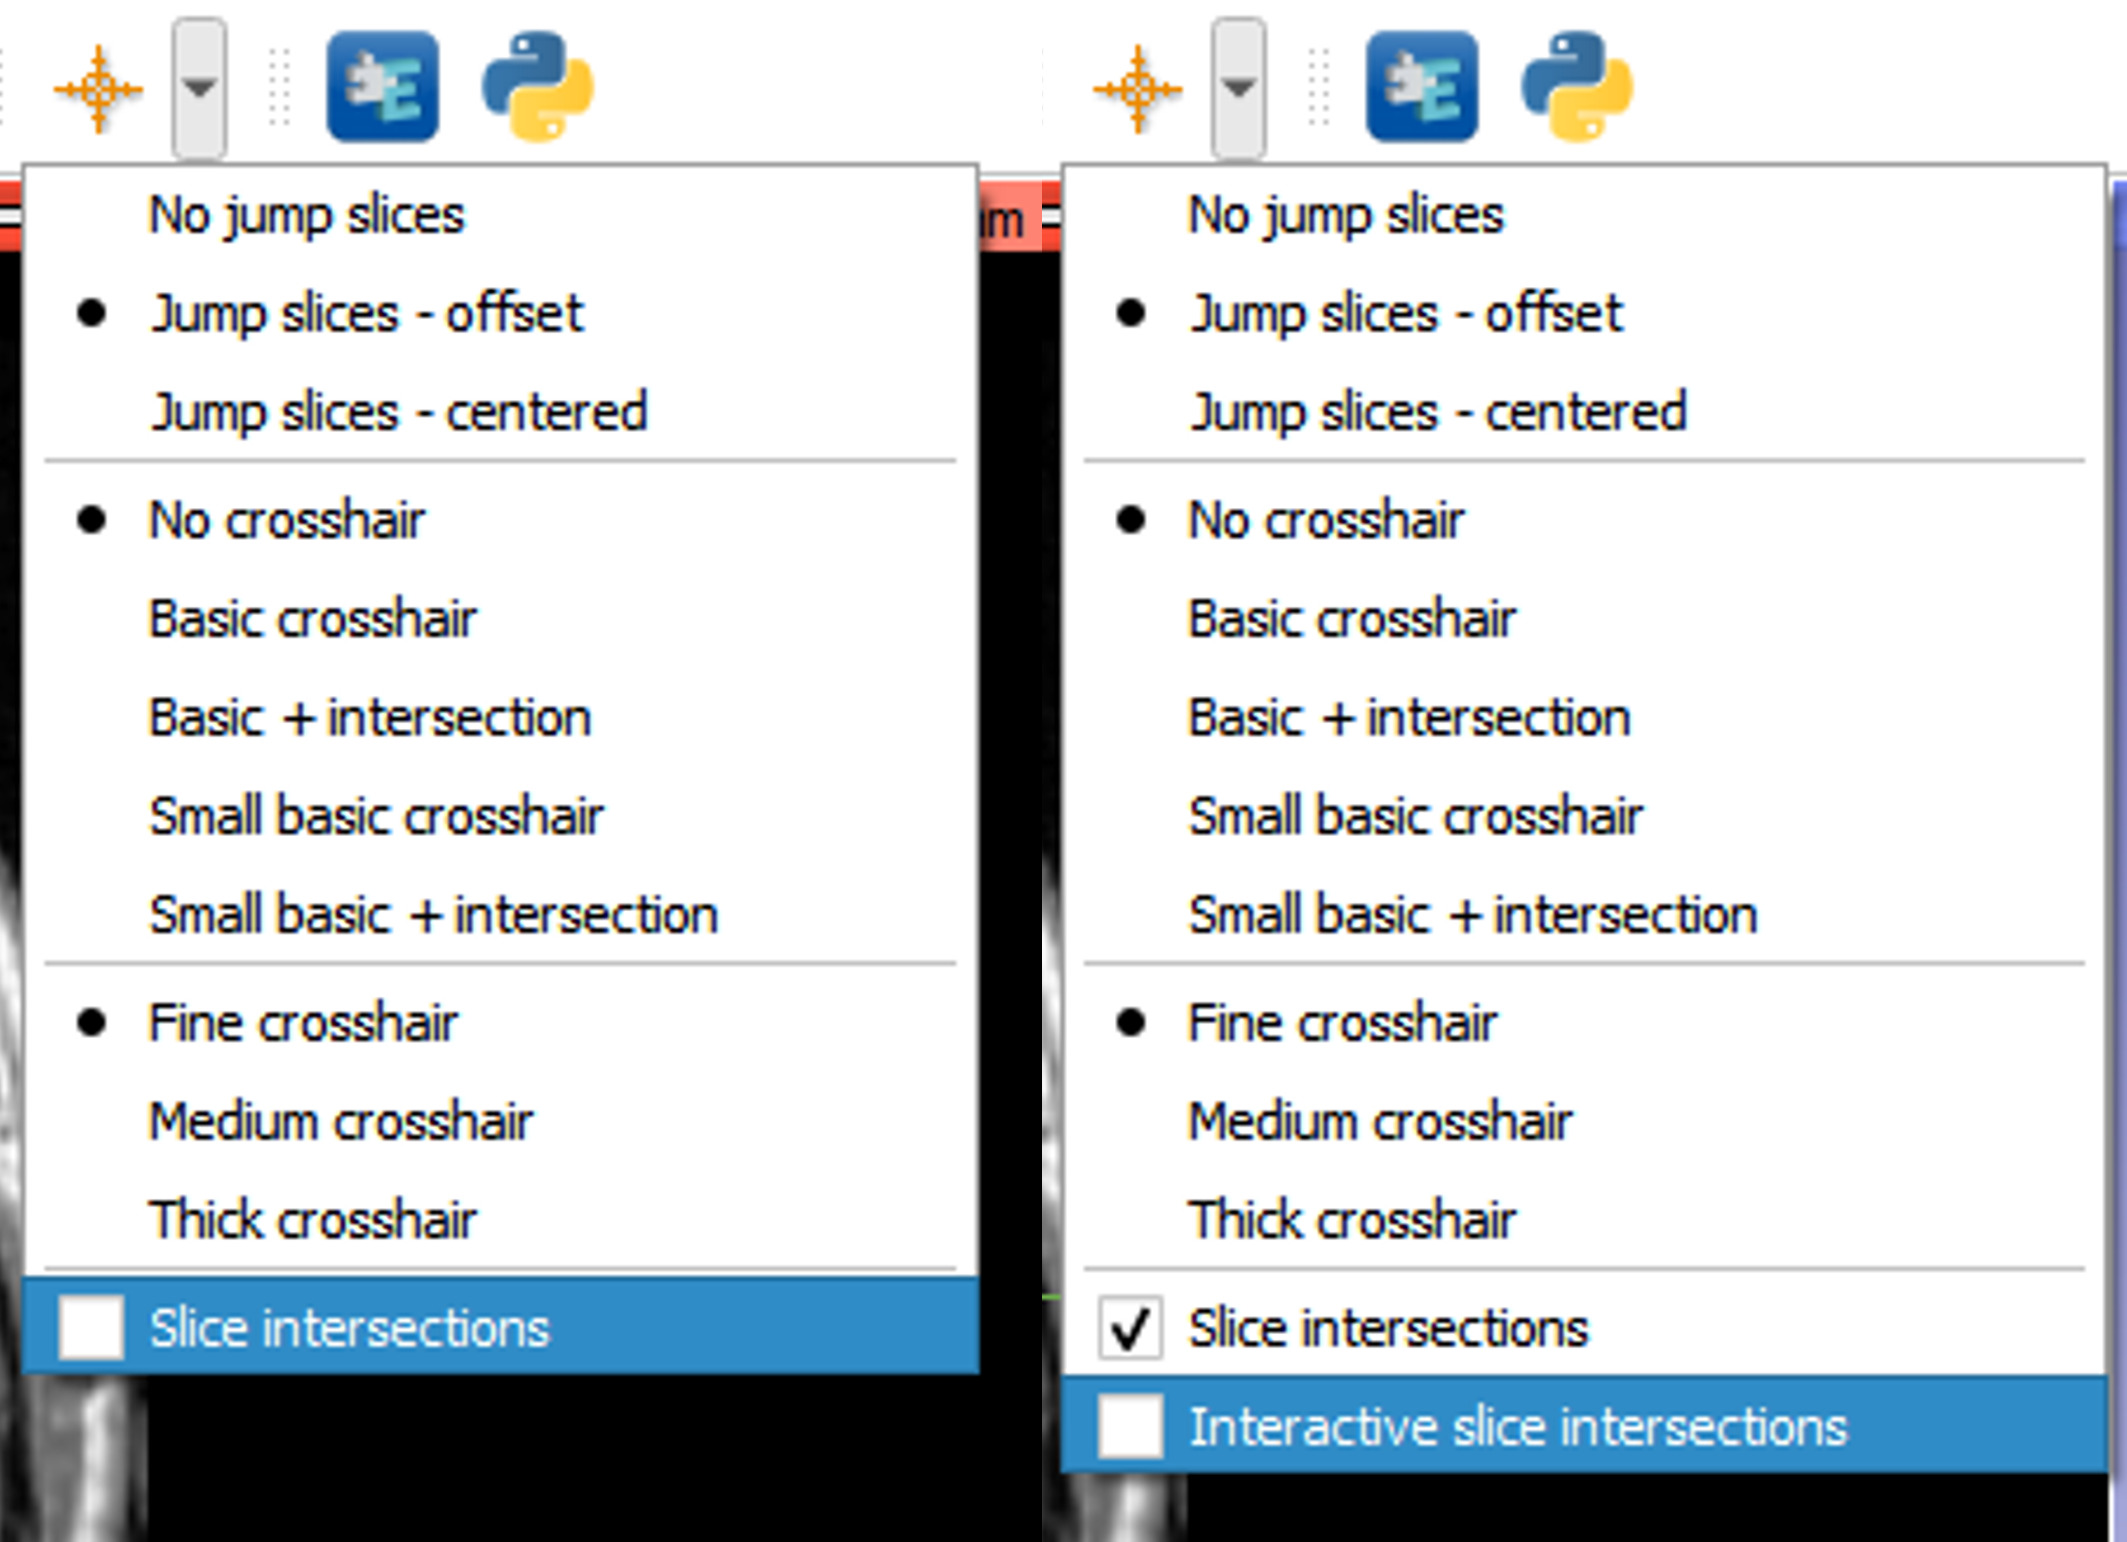 No jump slices
Jump slices - offset
Jump slices - centered
No crosshair
Basic crosshair
Basic + intersection
Small basic crosshair
Small basic + intersection
Fine crosshair
Medium crosshair
Thick crosshair
Slice intersections
No jump slices
Jump slices - offset
Jump slices - centered
No crosshair
Basic crosshair
Basic + intersection
Small basic crosshair
Small basic + intersection
Fine crosshair
Medium crosshair
Thick crosshair
Slice intersections
Interactive slice intersections